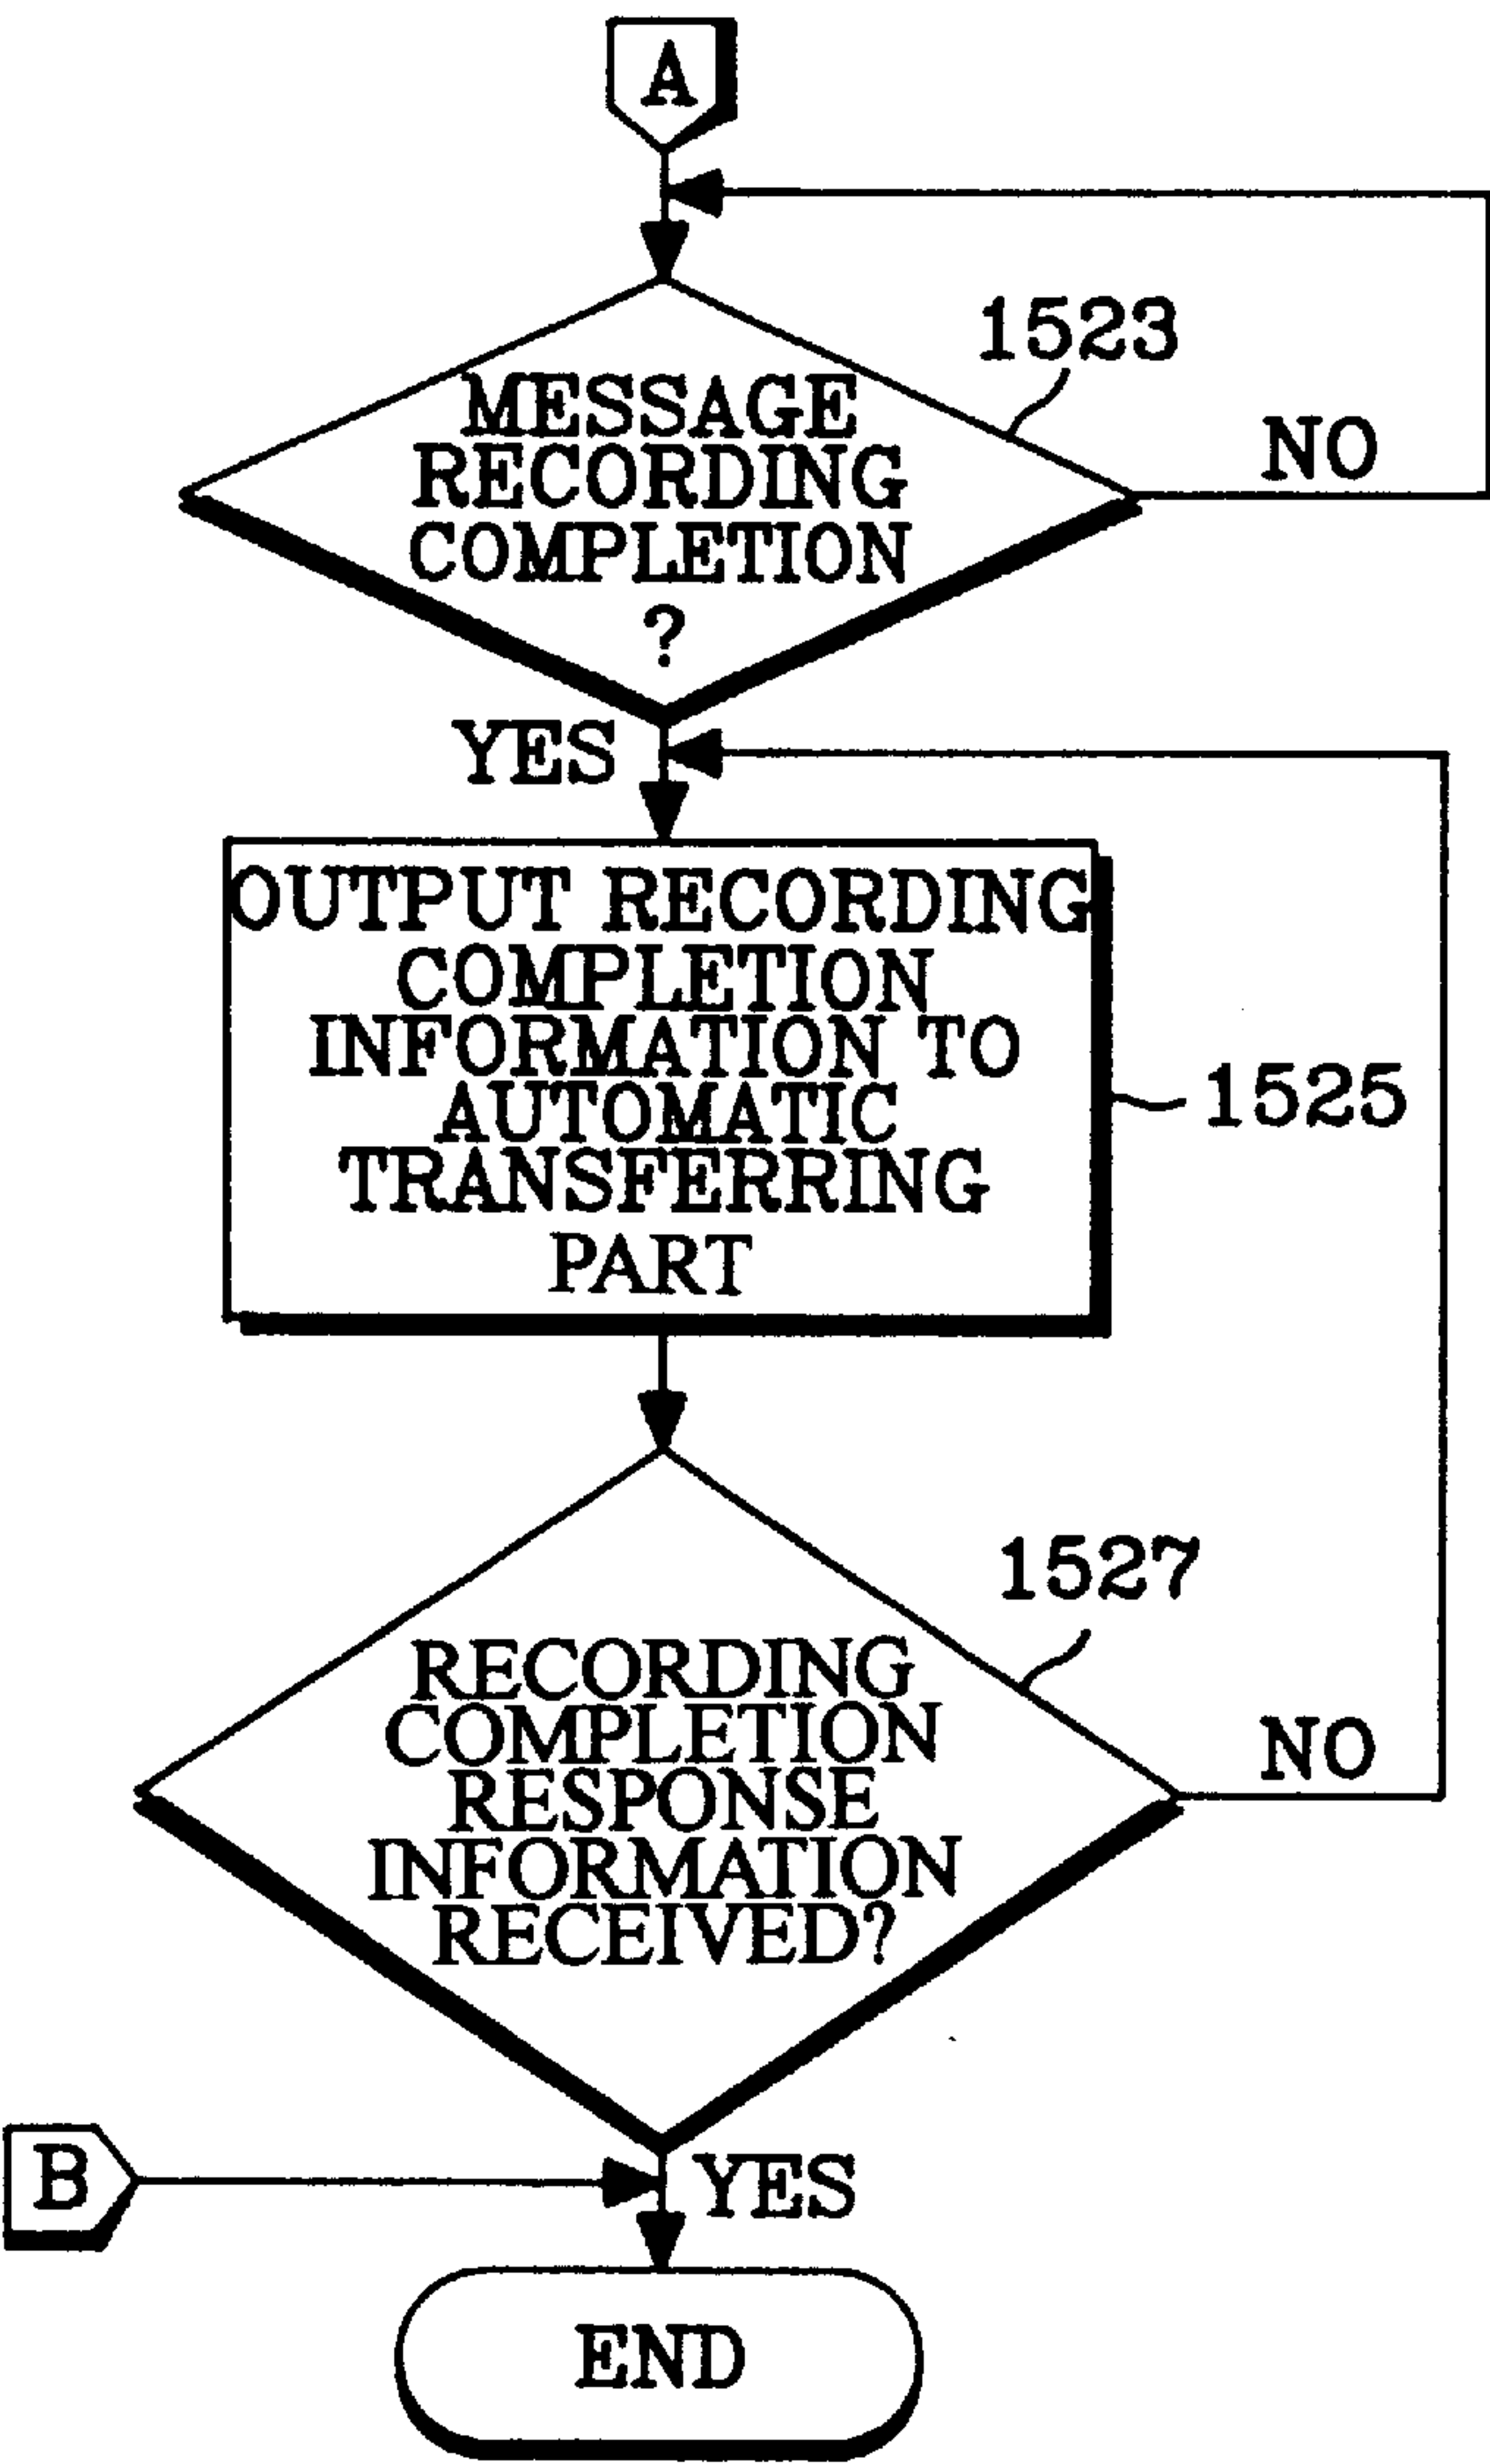 A
1523
MESSAGE
RECORDING
COMPLETION
?
NO
YES
OUTPUT RECORDING
COMPLETION
INFORMATION TO
AUTOMATIC
TRANSFERRING
PART
1525
1527
RECORDING
COMPLETION
RESPONSE
INFORMATION
RECEIVED?
NO
B
YES
END